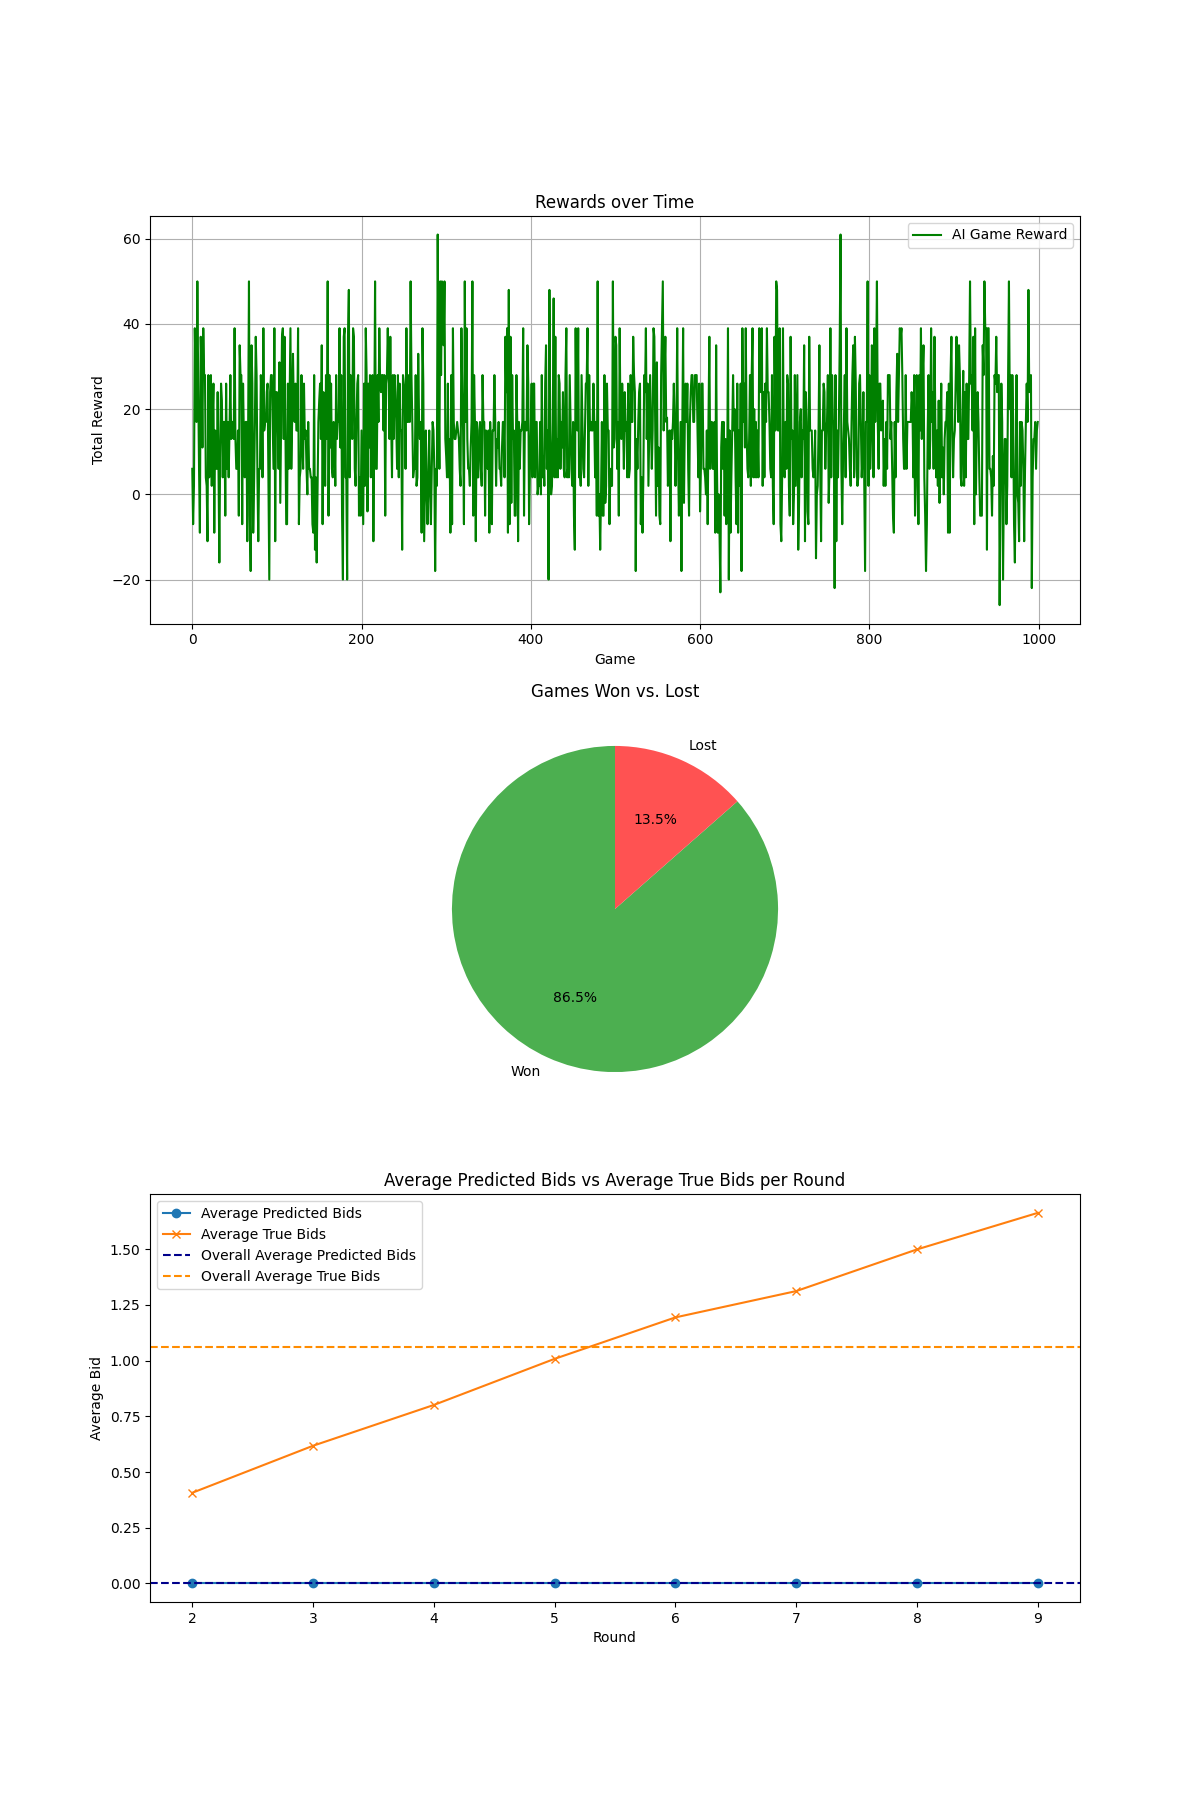 Rewards over Time
60
40
20
0
−20
Total Reward
AI Game Reward
0 200 400 600 800 1000
Game
Games Won vs. Lost
Lost
13.5%
86.5%
Won
Average Predicted Bids vs Average True Bids per Round
Average Predicted Bids
Average True Bids
Overall Average Predicted Bids
Overall Average True Bids
1.50
1.25
1.00
0.75
0.50
0.25
0.00
Average Bid
2 3 4 5 6 7 8 9
Round